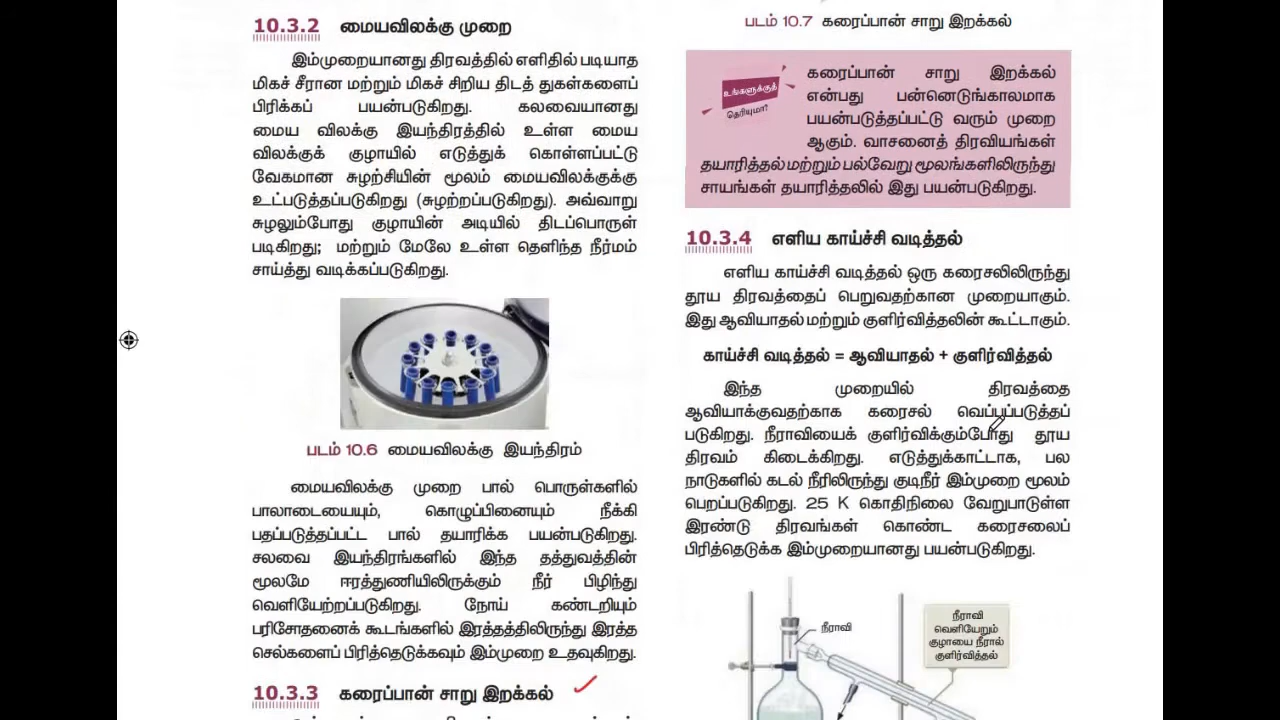 10.3.2 மையவிலக்கு முறை
இம்முறையானது திரவத்தில் எளிதில் படியாத
மிகச் சீரான மற்றும் மிகச் சிறிய திடத் துகள்களைப்
பிரிக்கப் பயன்படுகிறது. கலவையானது
மைய விலக்கு இயந்திரத்தில் உள்ள மைய
விலக்குக் குழாயில் எடுத்துக் கொள்ளப்பட்டு
வேகமான சுழற்சியின் மூலம் மையவிலக்குக்கு
உட்படுத்தப்படுகிறது (சுழற்றப்படுகிறது). அவ்வாறு
சுழலும்போது குழாயின் அடியில் திடப்பொருள்
படிகிறது; மற்றும் மேலே உள்ள தெளிந்த நீர்மம்
சாய்த்து வடிக்கப்படுகிறது.
படம் 10.6 மையவிலக்கு இயந்திரம்
மையவிலக்கு முறை பால் பொருள்களில்
பாலாடையையும், கொழுப்பினையும் நீக்கி
பதப்படுத்தப்பட்ட பால் தயாரிக்க பயன்படுகிறது.
சலவை இயந்திரங்களில் இந்த தத்துவத்தின்
மூலமே ஈரத்துணியிலிருக்கும் நீர் பிழிந்து
வெளியேற்றப்படுகிறது. நோய் கண்டறியும்
பரிசோதனைக் கூடங்களில் இரத்தத்திலிருந்து இரத்த
செல்களைப் பிரித்தெடுக்கவும் இம்முறை உதவுகிறது.
10.3.3 கரைப்பான் சாறு இறக்கல்
படம் 10.7 கரைப்பான் சாறு இறக்கல்
உங்களுக்குத்
தெரியுமா?
கரைப்பான் சாறு இறக்கல்
என்பது பன்னெடுங்காலமாக
பயன்படுத்தப்பட்டு வரும் முறை
ஆகும். வாசனைத் திரவியங்கள்
தயாரித்தல் மற்றும் பல்வேறு மூலங்களிலிருந்து
சாயங்கள் தயாரித்தலில் இது பயன்படுகிறது.
10.3.4 எளிய காய்ச்சி வடித்தல்
எளிய காய்ச்சி வடித்தல் ஒரு கரைசலிலிருந்து
தூய திரவத்தைப் பெறுவதற்கான முறையாகும்.
இது ஆவியாதல் மற்றும் குளிர்வித்தலின் கூட்டாகும்.
காய்ச்சி வடித்தல் = ஆவியாதல் + குளிர்வித்தல்
இந்த முறையில் திரவத்தை
ஆவியாக்குவதற்காக கரைசல் வெப்பப்படுத்தப்
படுகிறது. நீராவியைக் குளிர்விக்கும்போது தூய
திரவம் கிடைக்கிறது. எடுத்துக்காட்டாக, பல
நாடுகளில் கடல் நீரிலிருந்து குடிநீர் இம்முறை மூலம்
பெறப்படுகிறது. 25 K கொதிநிலை வேறுபாடுள்ள
இரண்டு திரவங்கள் கொண்ட கரைசலைப்
பிரித்தெடுக்க இம்முறையானது பயன்படுகிறது.
நீராவி
நீராவி
வெளியேறும்
குழாயை நீரால்
குளிர்வித்தல்